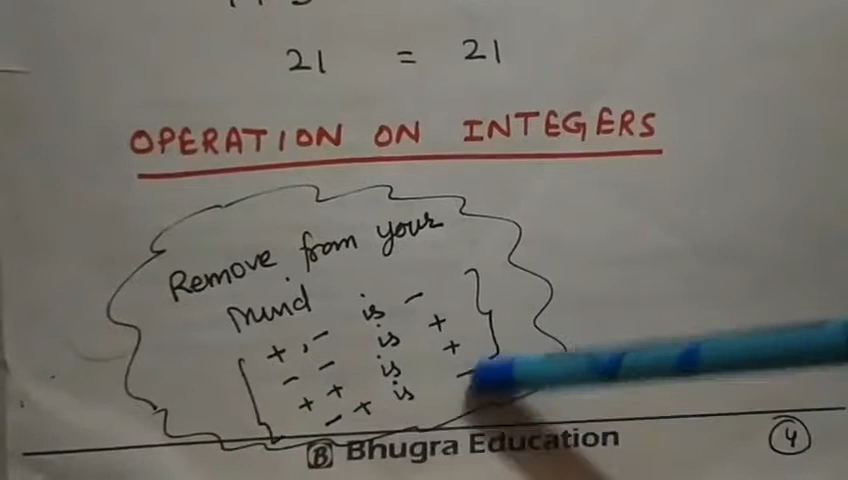 21 = 21
OPERATION ON INTEGERS
Remove from your
mind
+, - is -
- - is +
+ + is +
- + is -
B Bhugra Education
4